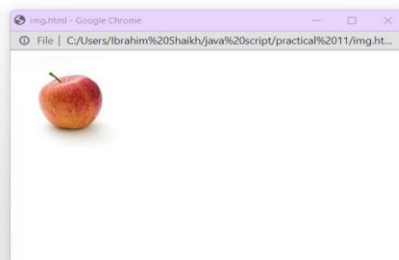 img.html - Google Chrome
File | C:/Users/Ibrahim%20Shaikh/java%20script/practical%2011/img.ht...